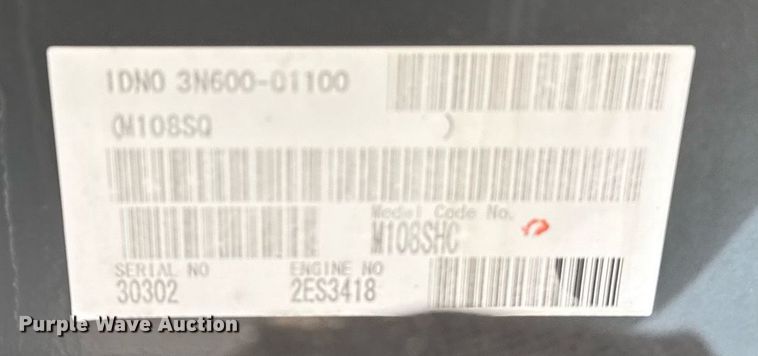 IDNO 3N600-01100
(M108SQ )
Model Code No.
M108SHC
SERIAL NO ENGINE NO
30302 2ES3418
Purple Wave Auction